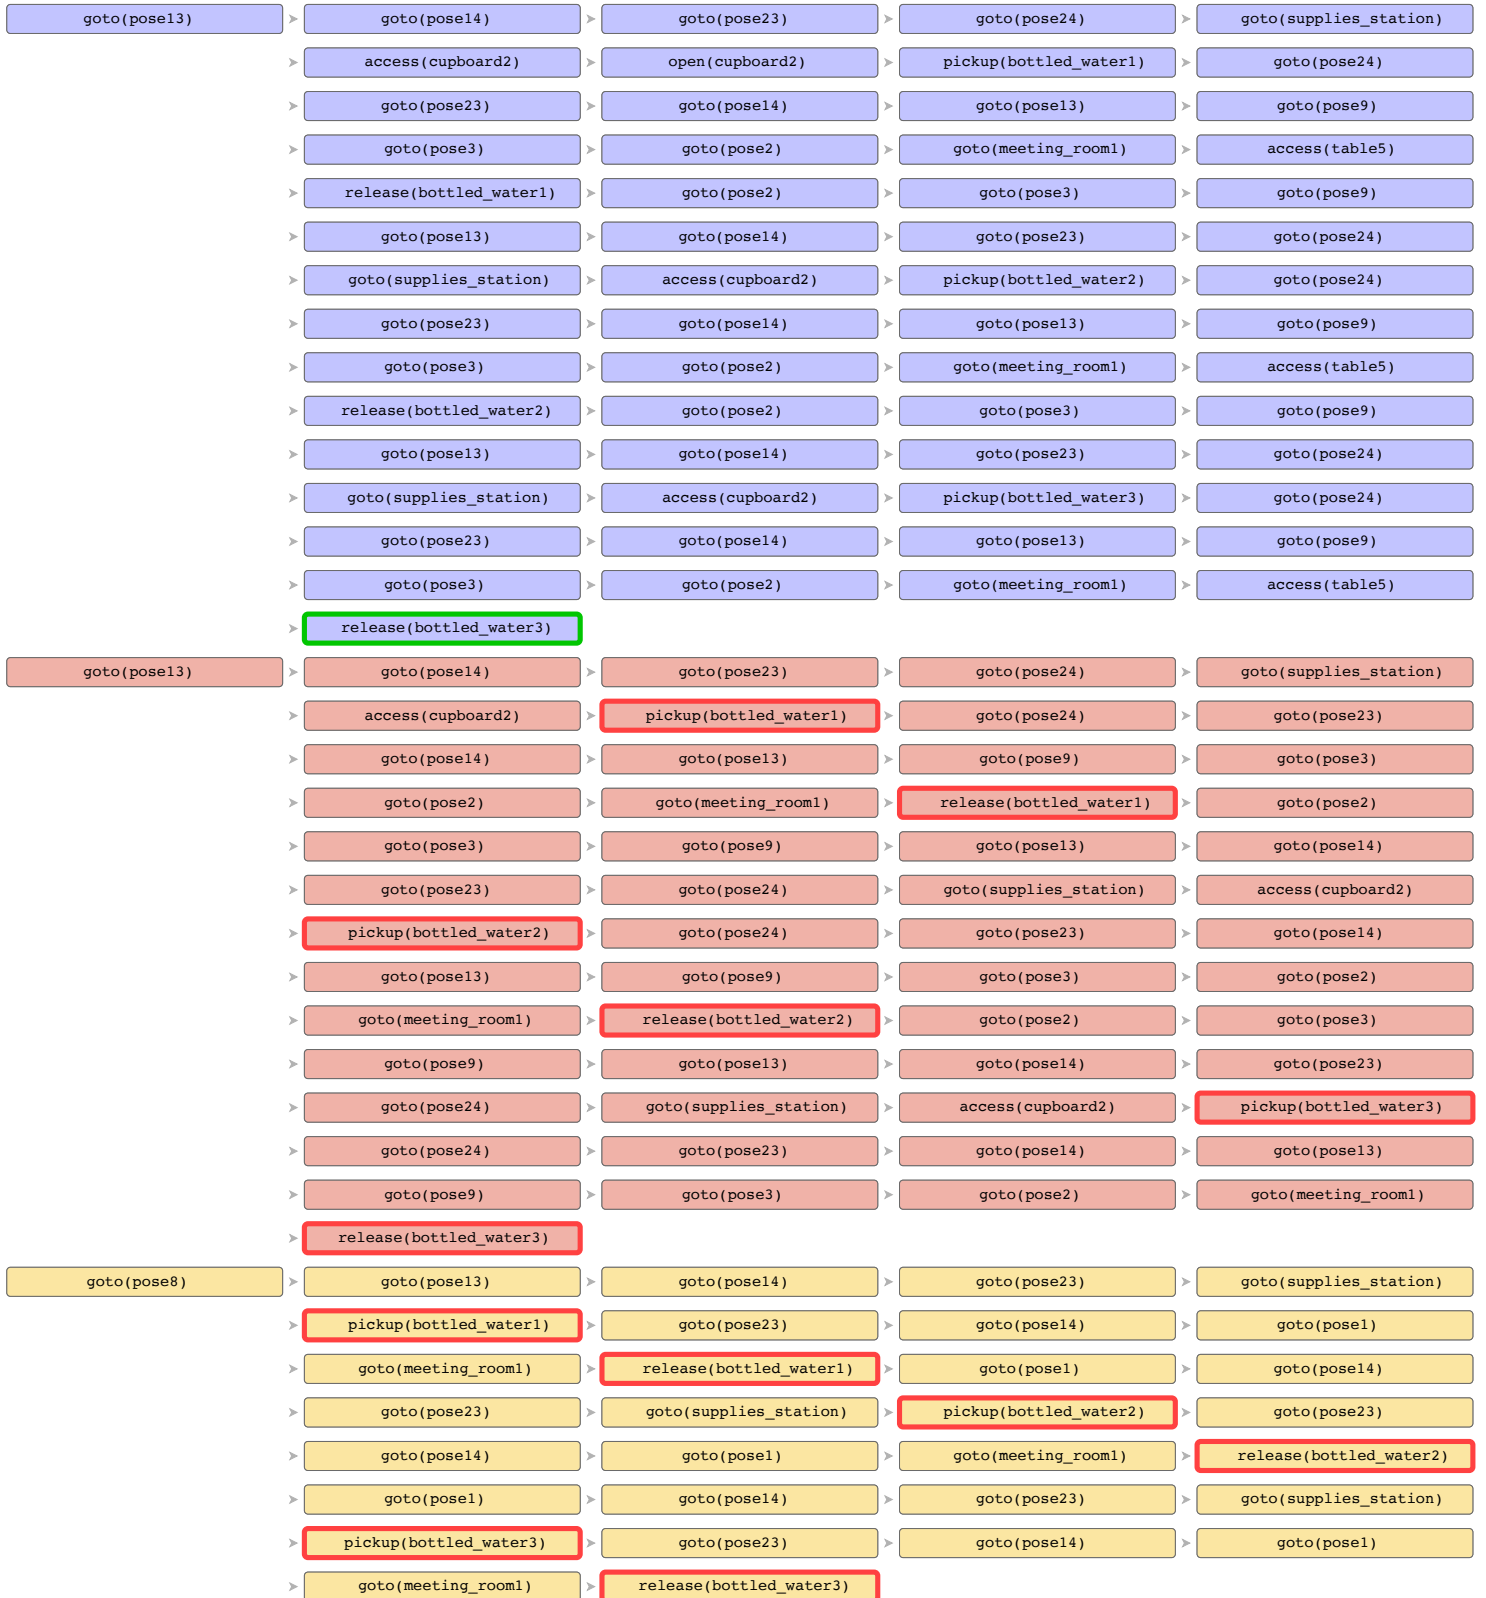 goto(pose13) goto(pose14) goto(pose23) goto(pose24) goto(supplies_station)
access(cupboard2) open(cupboard2) pickup(bottled_water1) goto(pose24)
goto(pose23) goto(pose14) goto(pose13) goto(pose9)
goto(pose3) goto(pose2) goto(meeting_room1) access(table5)
release(bottled_water1) goto(pose2) goto(pose3) goto(pose9)
goto(pose13) goto(pose14) goto(pose23) goto(pose24)
goto(supplies_station) access(cupboard2) pickup(bottled_water2) goto(pose24)
goto(pose23) goto(pose14) goto(pose13) goto(pose9)
goto(pose3) goto(pose2) goto(meeting_room1) access(table5)
release(bottled_water2) goto(pose2) goto(pose3) goto(pose9)
goto(pose13) goto(pose14) goto(pose23) goto(pose24)
goto(supplies_station) access(cupboard2) pickup(bottled_water3) goto(pose24)
goto(pose23) goto(pose14) goto(pose13) goto(pose9)
goto(pose3) goto(pose2) goto(meeting_room1) access(table5)
release(bottled_water3)
goto(pose13) goto(pose14) goto(pose23) goto(pose24) goto(supplies_station)
access(cupboard2) pickup(bottled_water1) goto(pose24) goto(pose23)
goto(pose14) goto(pose13) goto(pose9) goto(pose3)
goto(pose2) goto(meeting_room1) release(bottled_water1) goto(pose2)
goto(pose3) goto(pose9) goto(pose13) goto(pose14)
goto(pose23) goto(pose24) goto(supplies_station) access(cupboard2)
pickup(bottled_water2) goto(pose24) goto(pose23) goto(pose14)
goto(pose13) goto(pose9) goto(pose3) goto(pose2)
goto(meeting_room1) release(bottled_water2) goto(pose2) goto(pose3)
goto(pose9) goto(pose13) goto(pose14) goto(pose23)
goto(pose24) goto(supplies_station) access(cupboard2) pickup(bottled_water3)
goto(pose24) goto(pose23) goto(pose14) goto(pose13)
goto(pose9) goto(pose3) goto(pose2) goto(meeting_room1)
release(bottled_water3)
goto(pose8) goto(pose13) goto(pose14) goto(pose23) goto(supplies_station)
pickup(bottled_water1) goto(pose23) goto(pose14) goto(pose1)
goto(meeting_room1) release(bottled_water1) goto(pose1) goto(pose14)
goto(pose23) goto(supplies_station) pickup(bottled_water2) goto(pose23)
goto(pose14) goto(pose1) goto(meeting_room1) release(bottled_water2)
goto(pose1) goto(pose14) goto(pose23) goto(supplies_station)
pickup(bottled_water3) goto(pose23) goto(pose14) goto(pose1)
goto(meeting_room1) release(bottled_water3)